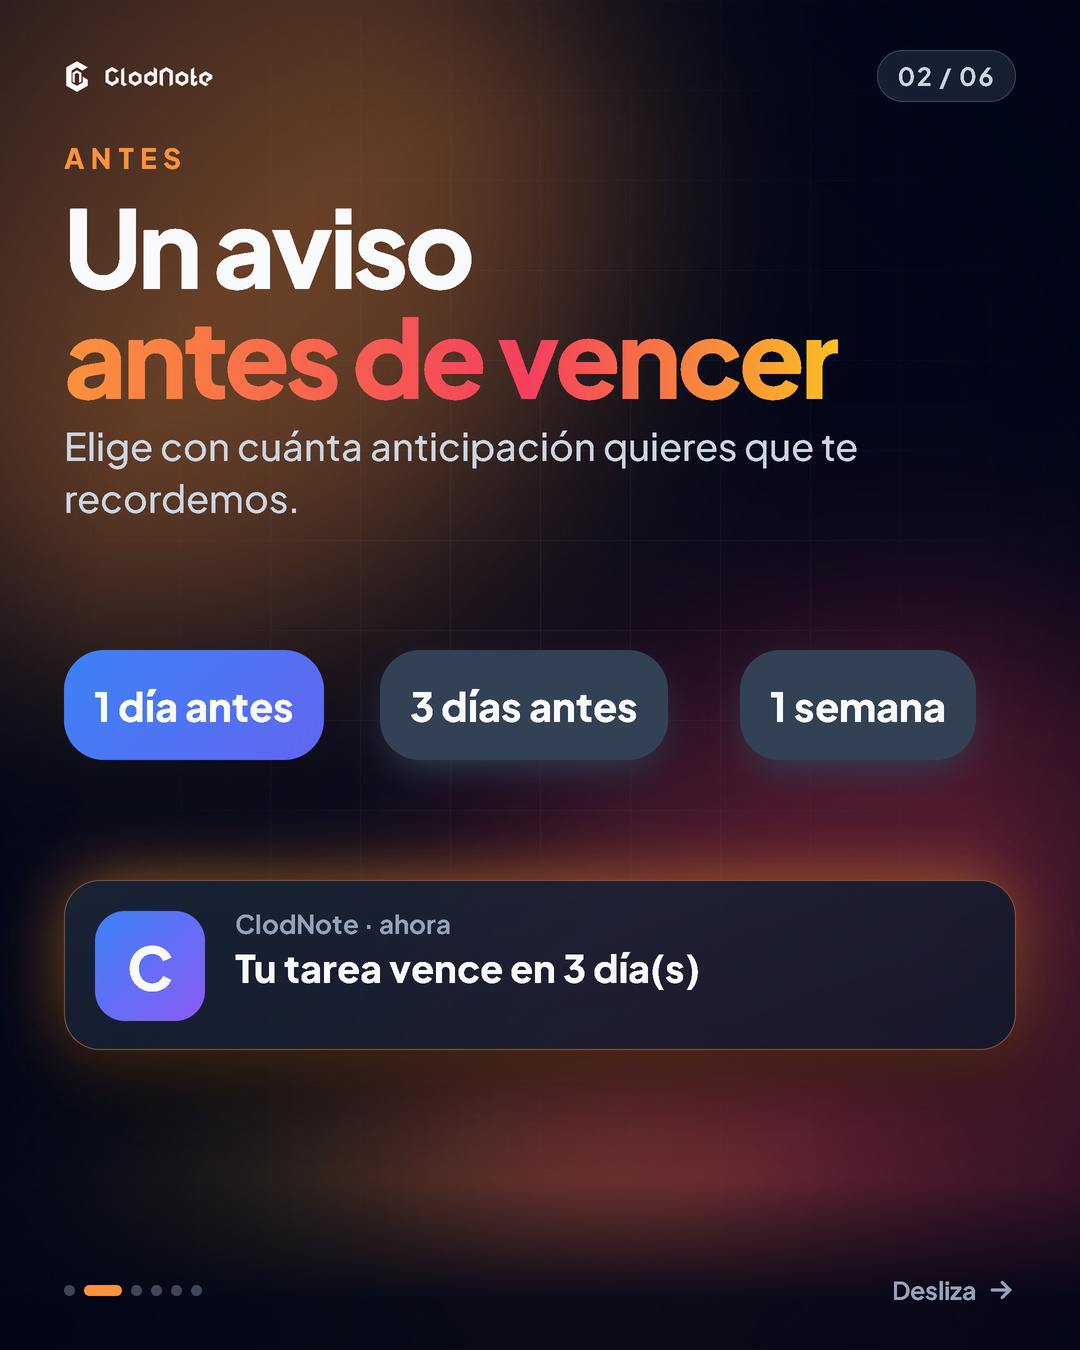 ClodNote
02 / 06
ANTES
Un aviso
antes de vencer
Elige con cuánta anticipación quieres que te
recordemos.
1 día antes
3 días antes
1 semana
C
ClodNote · ahora
Tu tarea vence en 3 día(s)
Desliza →